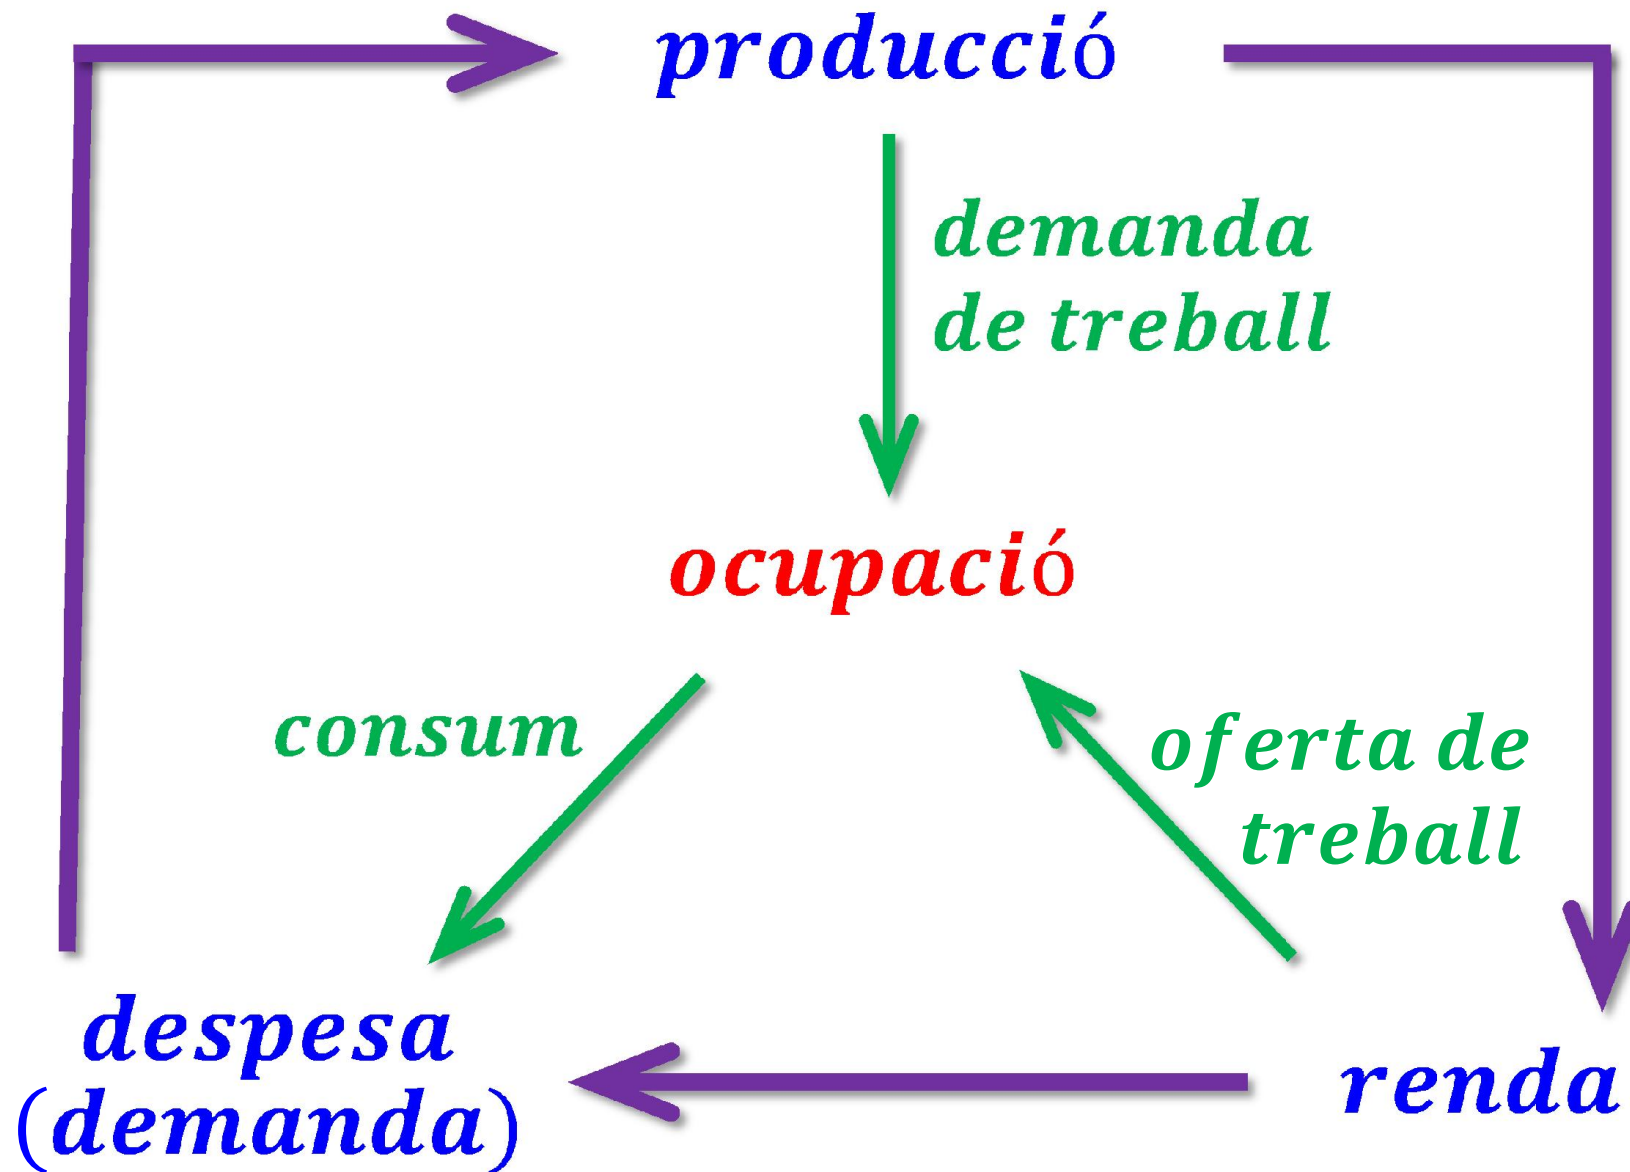 producció
demanda
de treball
ocupació
consum
oferta de
treball
despesa
(demanda)
renda